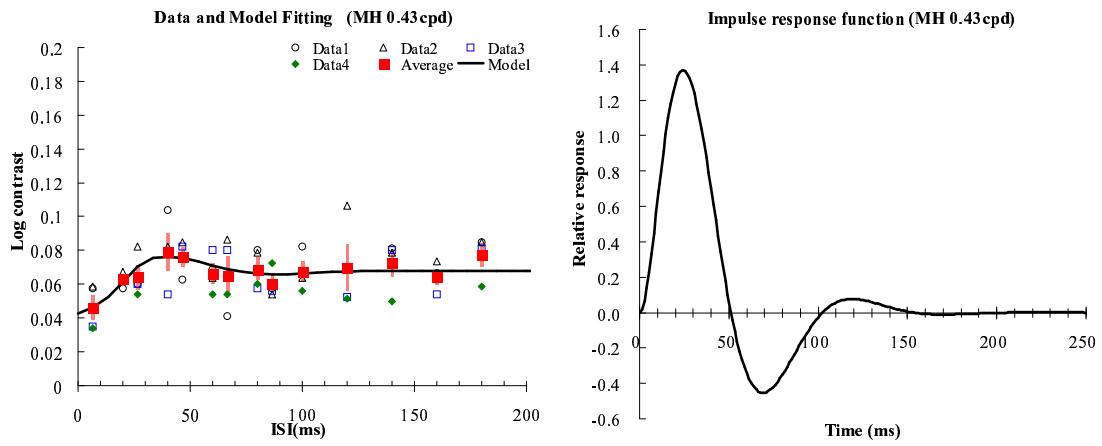 Data and Model Fitting (MH 0.43cpd)
Data1 Data2 Data3
Data4 Average Model
Log contrast
0.2
0.18
0.16
0.14
0.12
0.1
0.08
0.06
0.04
0.02
0
0 50 100 150 200
ISI(ms)
Impulse response function (MH 0.43cpd)
Relative response
1.6
1.4
1.2
1.0
0.8
0.6
0.4
0.2
0.0
-0.2
-0.4
-0.6
0 50 100 150 200 250
Time (ms)